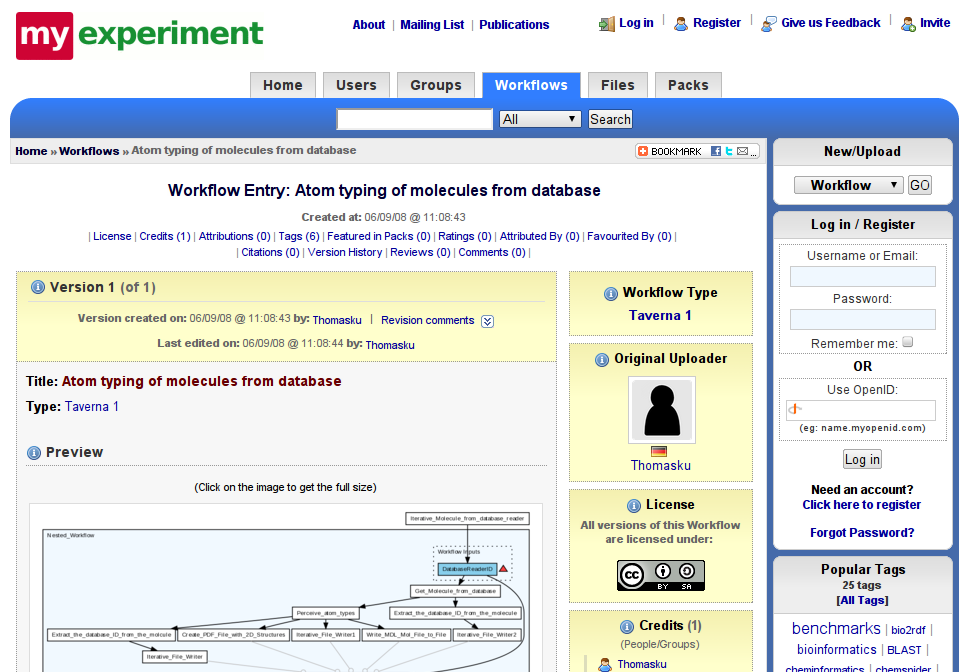 my experiment
About | Mailing List | Publications
Log in | Register | Give us Feedback | Invite
Home Users Groups Workflows Files Packs
All Search
Home » Workflows » Atom typing of molecules from database
BOOKMARK
Workflow Entry: Atom typing of molecules from database
Created at: 06/09/08 @ 11:08:43
| License | Credits (1) | Attributions (0) | Tags (6) | Featured in Packs (0) | Ratings (0) | Attributed By (0) | Favourited By (0) |
| Citations (0) | Version History | Reviews (0) | Comments (0) |
Version 1 (of 1)
Version created on: 06/09/08 @ 11:08:43 by: Thomasku | Revision comments
Last edited on: 06/09/08 @ 11:08:44 by: Thomasku
Title: Atom typing of molecules from database
Type: Taverna 1
Preview
(Click on the image to get the full size)
Iterative_Molecule_from_database_reader
Nested_Workflow
Workflow Inputs
DatabaseReaderID
Get_Molecule_from_database
Perceive_atom_types
Extract_the_database_ID_from_the_molecule
Extract_the_database_ID_from_the_molecule
Create_PDF_File_with_2D_Structures
Iterative_File_Writer1
Write_MDL_Mol_File_to_File
Iterative_File_Writer2
Iterative_File_Writer
Workflow Type
Taverna 1
Original Uploader
Thomasku
License
All versions of this Workflow
are licensed under:
cc BY SA
Credits (1)
(People/Groups)
Thomasku
New/Upload
Workflow GO
Log in / Register
Username or Email:
Password:
Remember me:
OR
Use OpenID:
(eg: name.myopenid.com)
Log in
Need an account?
Click here to register
Forgot Password?
Popular Tags
25 tags
[All Tags]
benchmarks | bio2rdf |
bioinformatics | BLAST |
cheminformatics | chemspider |